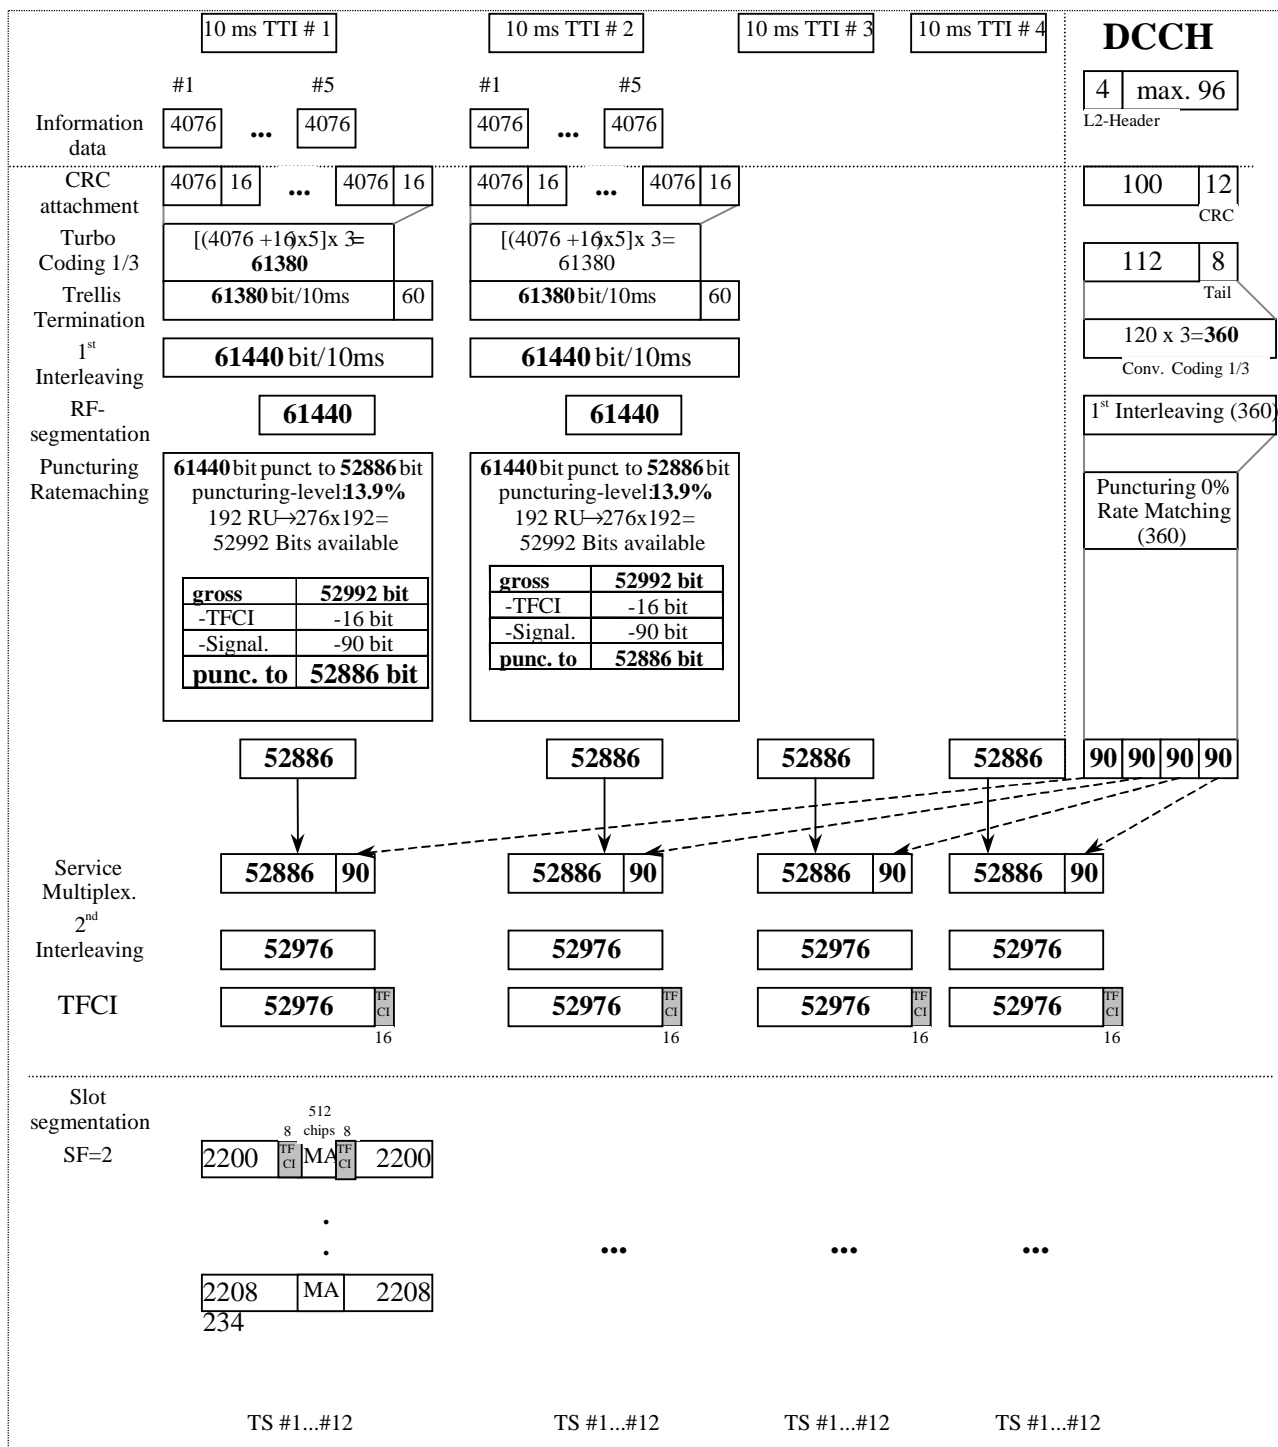 10 ms TTI # 1
10 ms TTI # 2
10 ms TTI # 3
10 ms TTI # 4
DCCH
#1 #5 #1 #5
4 max. 96
L2-Header
Information
data
4076 ... 4076
4076 ... 4076
CRC
attachment
4076 16 ... 4076 16
4076 16 ... 4076 16
100 12
CRC
Turbo
Coding 1/3
[(4076 +16)x5]x 3=
61380
[(4076 +16)x5]x 3=
61380
112 8
Tail
Trellis
Termination
61380 bit/10ms 60
61380 bit/10ms 60
120 x 3=360
Conv. Coding 1/3
1st
Interleaving
61440 bit/10ms
61440 bit/10ms
RF-
segmentation
61440
61440
1st Interleaving (360)
Puncturing
Ratemaching
61440 bit punct. to 52886 bit
puncturing-level:13.9%
192 RU→276x192=
52992 Bits available
gross 52992 bit
-TFCI -16 bit
-Signal. -90 bit
punc. to 52886 bit
61440 bit punct. to 52886 bit
puncturing-level:13.9%
192 RU→276x192=
52992 Bits available
gross 52992 bit
-TFCI -16 bit
-Signal. -90 bit
punc. to 52886 bit
Puncturing 0%
Rate Matching
(360)
52886 52886 52886 52886 90 90 90 90
Service
Multiplex.
52886 90
52886 90
52886 90
52886 90
2nd
Interleaving
52976 52976 52976 52976
TFCI
52976 TF
CI
16
52976 TF
CI
16
52976 TF
CI
16
52976 TF
CI
16
Slot
segmentation
SF=2
512
8 chips 8
2200 TF
CI MA TF
CI 2200
.
.
... ... ...
2208 MA 2208
234
TS #1...#12 TS #1...#12 TS #1...#12 TS #1...#12